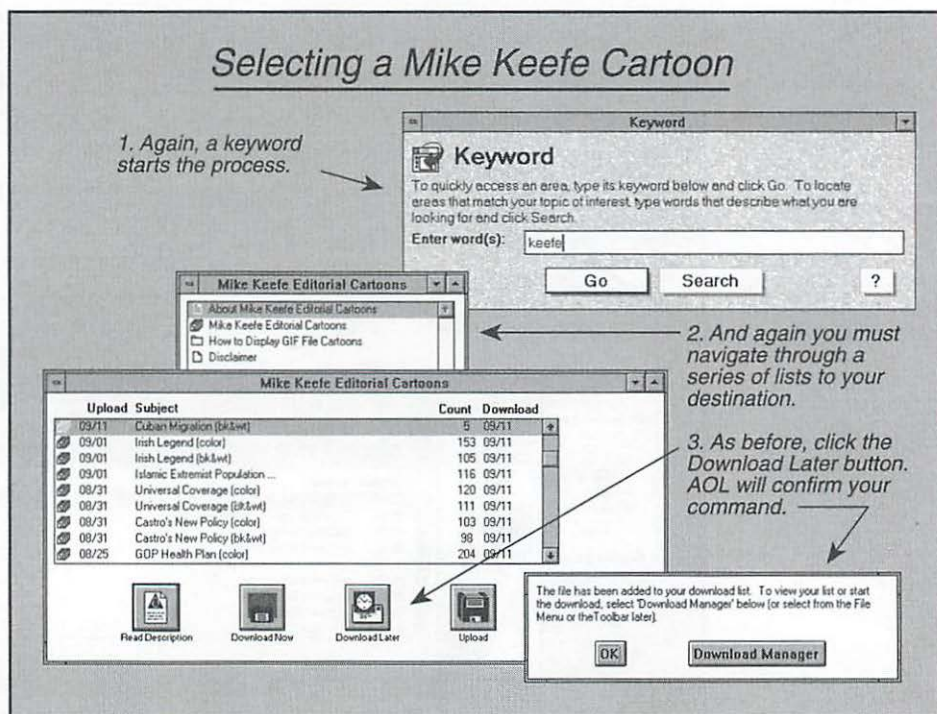 Selecting a Mike Keefe Cartoon
1. Again, a keyword
starts the process.
Keyword
Keyword
To quickly access an area, type its keyword below and click Go. To locate
areas that match your topic of interest, type words that describe what you are
looking for and click Search.
Enter word(s): keefe
Go Search ?
Mike Keefe Editorial Cartoons
About Mike Keefe Editorial Cartoons
Mike Keefe Editorial Cartoons
How to Display GIF File Cartoons
Disclaimer
2. And again you must
navigate through a
series of lists to your
destination.
Mike Keefe Editorial Cartoons
Upload Subject Count Download
09/11 Cuban Migration (bk&wt) 5 09/11
09/01 Irish Legend (color) 153 09/11
09/01 Irish Legend (bk&wt) 105 09/11
09/01 Islamic Extremist Population ... 116 09/11
08/31 Universal Coverage (color) 120 09/11
08/31 Universal Coverage (bk&wt) 111 09/11
08/31 Castro's New Policy (color) 103 09/11
08/31 Castro's New Policy (bk&wt) 98 09/11
08/25 GOP Health Plan (color) 204 09/11
3. As before, click the
Download Later button.
AOL will confirm your
command.
Read Description Download Now Download Later Upload
The file has been added to your download list. To view your list or start
the download, select 'Download Manager' below (or select from the File
Menu or theToolbar later).
OK Download Manager